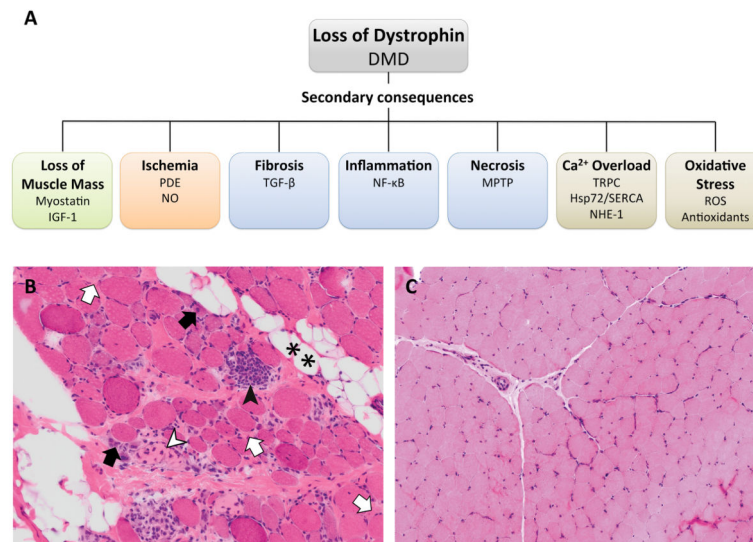 A
Loss of Dystrophin
DMD
Secondary consequences
Loss of
Muscle Mass
Myostatin
IGF-1
Ischemia
PDE
NO
Fibrosis
TGF-β
Inflammation
NF-κB
Necrosis
MPTP
Ca²⁺ Overload
TRPC
Hsp72/SERCA
NHE-1
Oxidative
Stress
ROS
Antioxidants
B
**
C